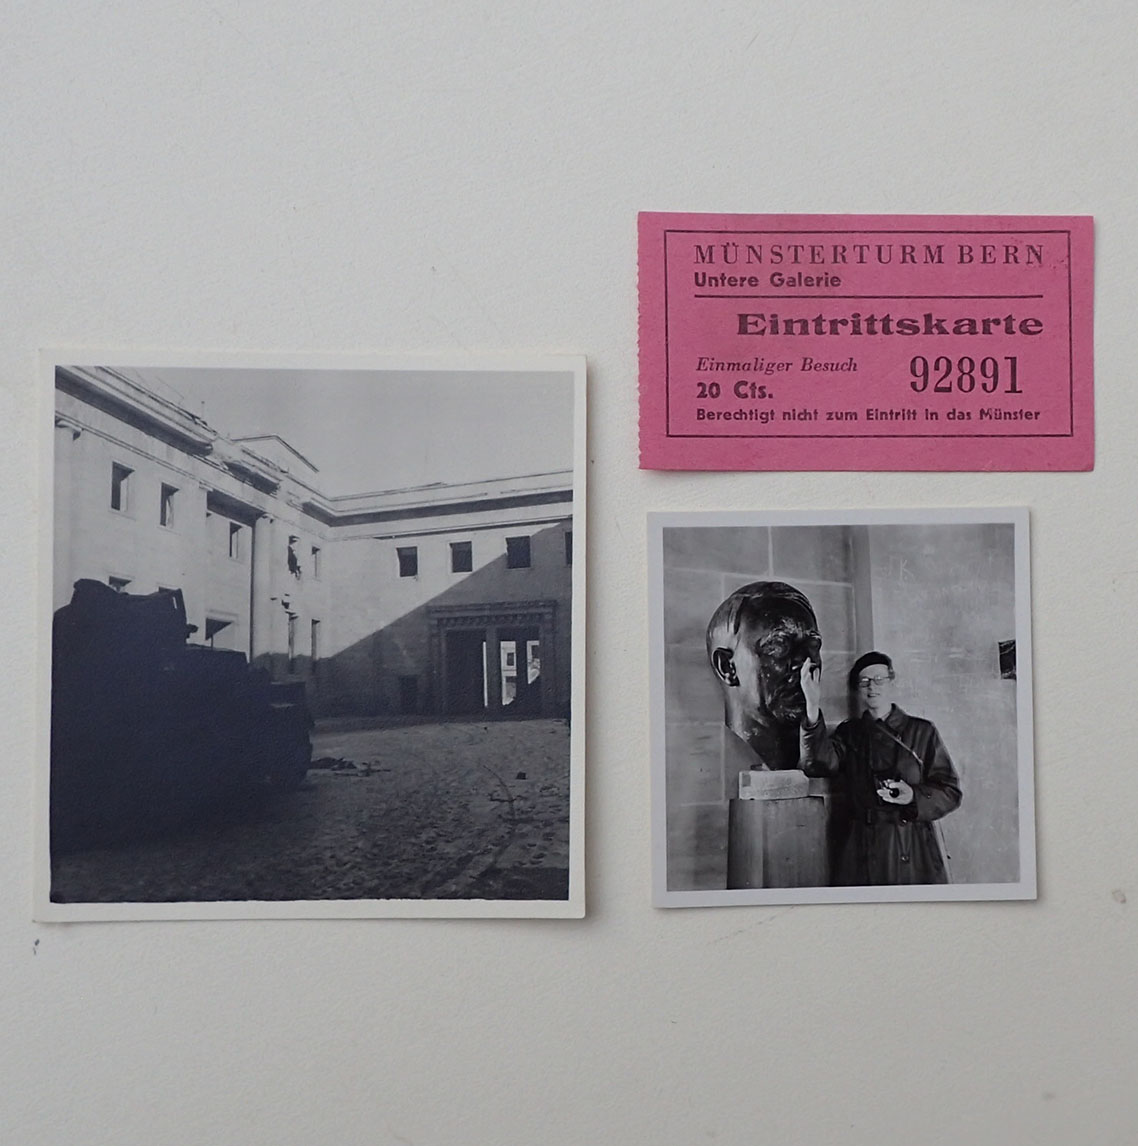 MÜNSTERTURM BERN
Untere Galerie
Eintrittskarte
Einmaliger Besuch
92891
20 Cts.
Berechtigt nicht zum Eintritt in das Münster